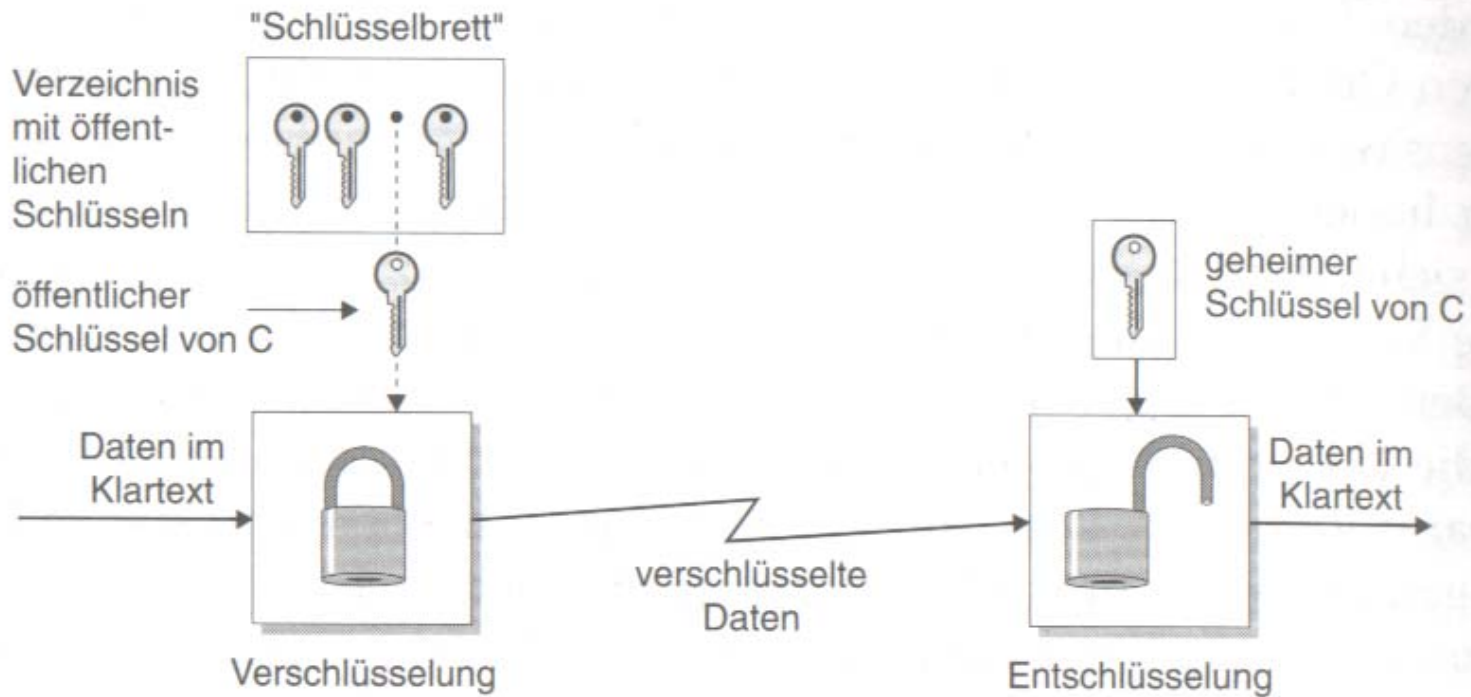 "Schlüsselbrett"
Verzeichnis
mit öffent-
lichen
Schlüsseln
öffentlicher
Schlüssel von C
geheimer
Schlüssel von C
Daten im
Klartext
verschlüsselte
Daten
Daten im
Klartext
Verschlüsselung
Entschlüsselung